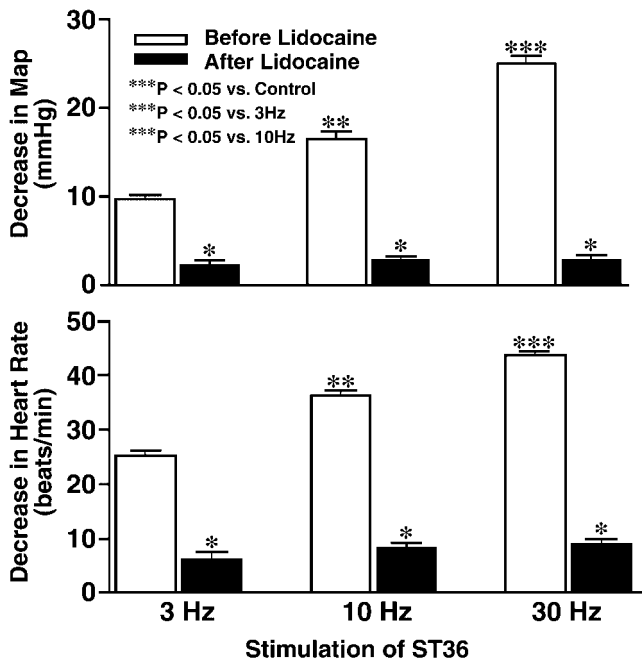 30
20
10
0
Decrease in Map
(mmHg)
Before Lidocaine
After Lidocaine
***P < 0.05 vs. Control
***P < 0.05 vs. 3Hz
***P < 0.05 vs. 10Hz
*
**
*
***
*
50
40
30
20
10
0
Decrease in Heart Rate
(beats/min)
*
**
*
***
*
3 Hz
10 Hz
30 Hz
Stimulation of ST36